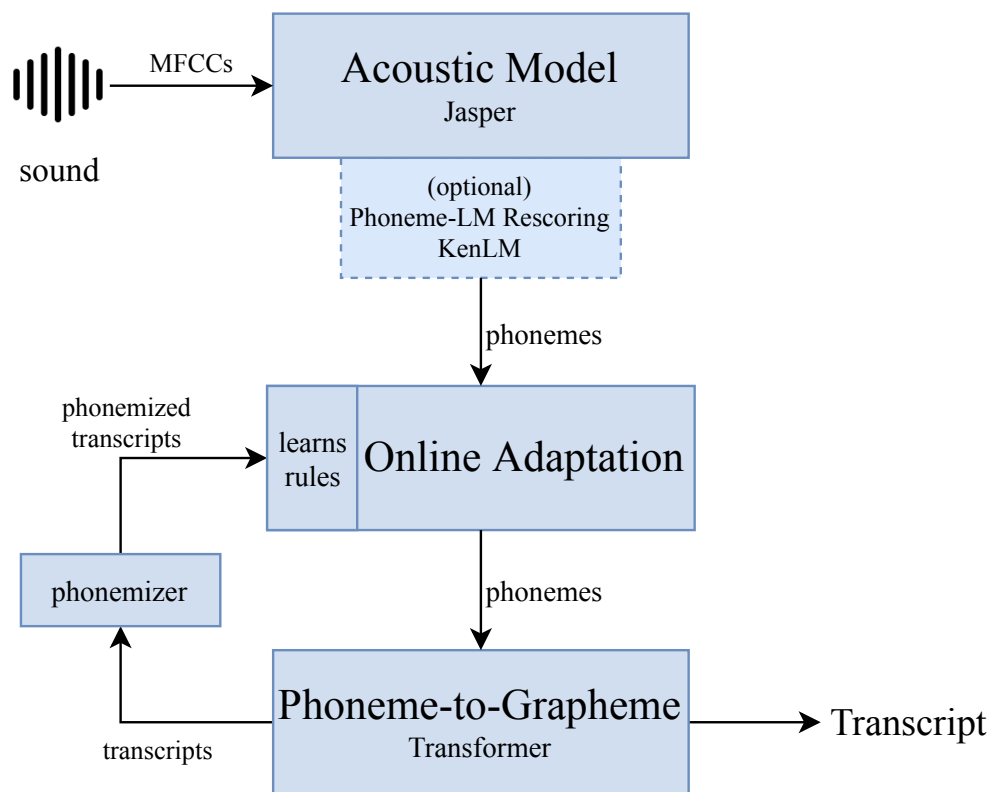 MFCCs
sound
Acoustic Model
Jasper
(optional)
Phoneme-LM Rescoring
KenLM
phonemes
phonemized
transcripts
learns
rules
Online Adaptation
phonemizer
phonemes
transcripts
Phoneme-to-Grapheme
Transformer
Transcript